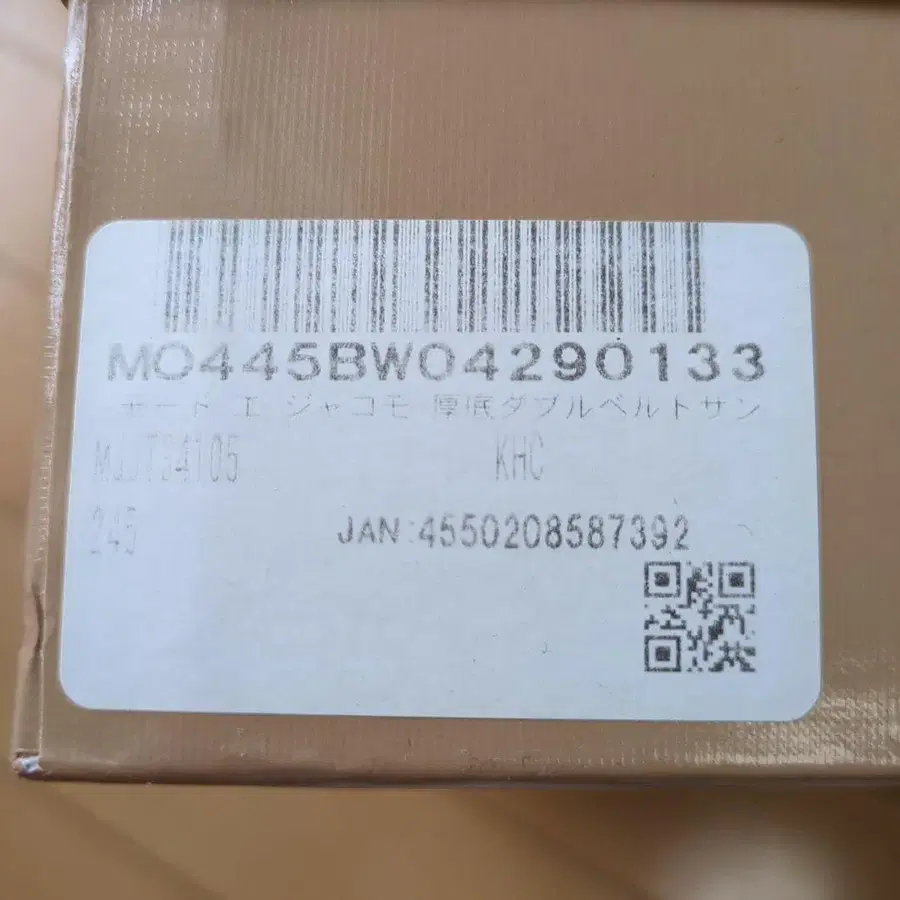 MO445BW04290133
モード エ ジャコモ 厚底ダブルベルトサン
MJJT34105 KHC
245 JAN:4550208587392